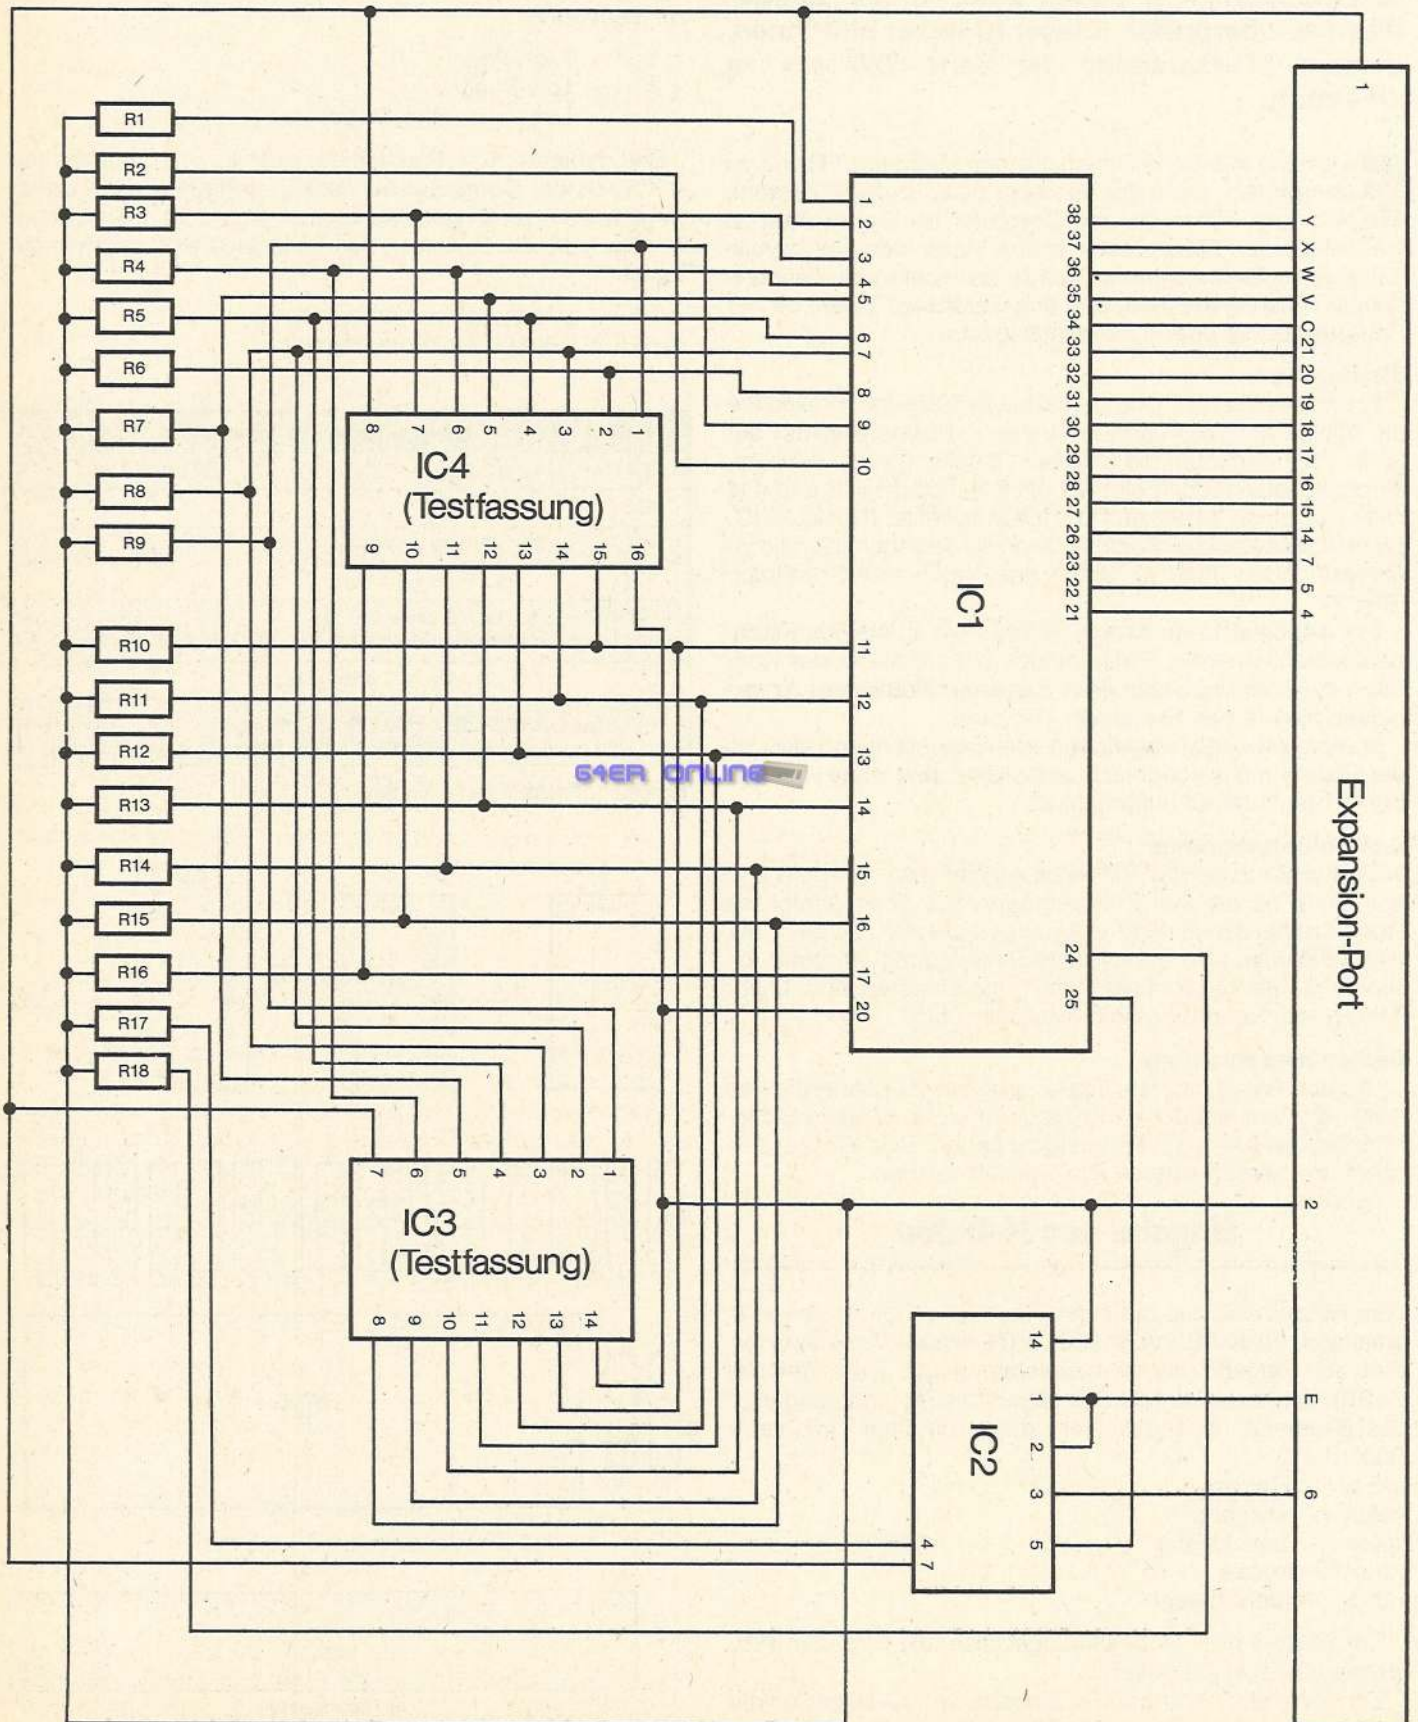 1
R1
R2
R3
R4
R5
R6
R7
R8
R9
R10
R11
R12
R13
R14
R15
R16
R17
R18
8 7 6 5 4 3 2 1
IC4
(Testfassung)
9 10 11 12 13 14 15 16
1
2
3
4
5
6
7
8
9
10
11
12
13
14
15
16
17
20
IC1
38
37
36
35
34
33
32
31
30
29
28
27
26
23
22
21
24
25
Y
X
W
V
C
21
20
19
18
17
16
15
14
7
5
4
2
E
6
Expansion-Port
64ER ONLINE
7 6 5 4 3 2 1
IC3
(Testfassung)
8 9 10 11 12 13 14
14
1
2
3
5
IC2
4
7